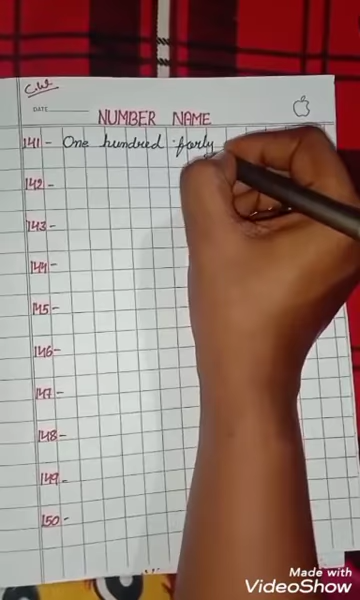 C.W.
DATE
NUMBER NAME
141- One hundred forty
142-
143-
144-
145-
146-
147-
148-
149-
150-
Made with
VideoShow